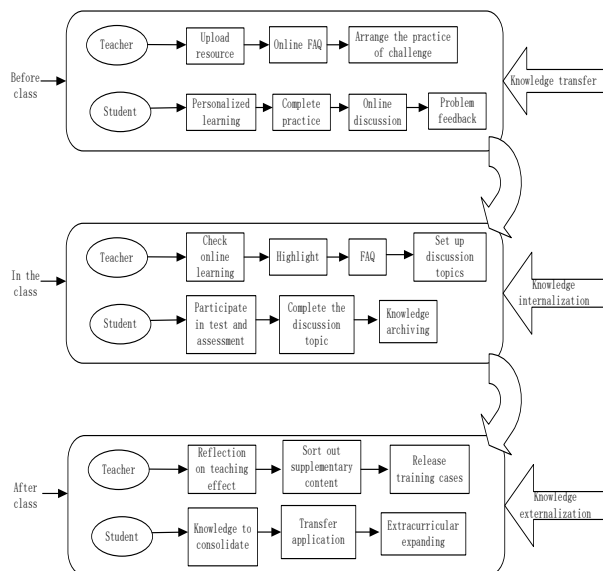 Teacher
Upload
resource
Online FAQ
Arrange the practice
of challenge
Before
class
Knowledge transfer
Student
Personalized
learning
Complete
practice
Online
discussion
Problem
feedback
Teacher
Check
online
learning
Highlight
FAQ
Set up
discussion
topics
In the
class
Knowledge
internalization
Student
Participate
in test and
assessment
Complete the
discussion
topic
Knowledge
archiving
Teacher
Reflection
on teaching
effect
Sort out
supplementary
content
Release
training cases
After
class
Knowledge
externalization
Student
Knowledge to
consolidate
Transfer
application
Extracurricular
expanding